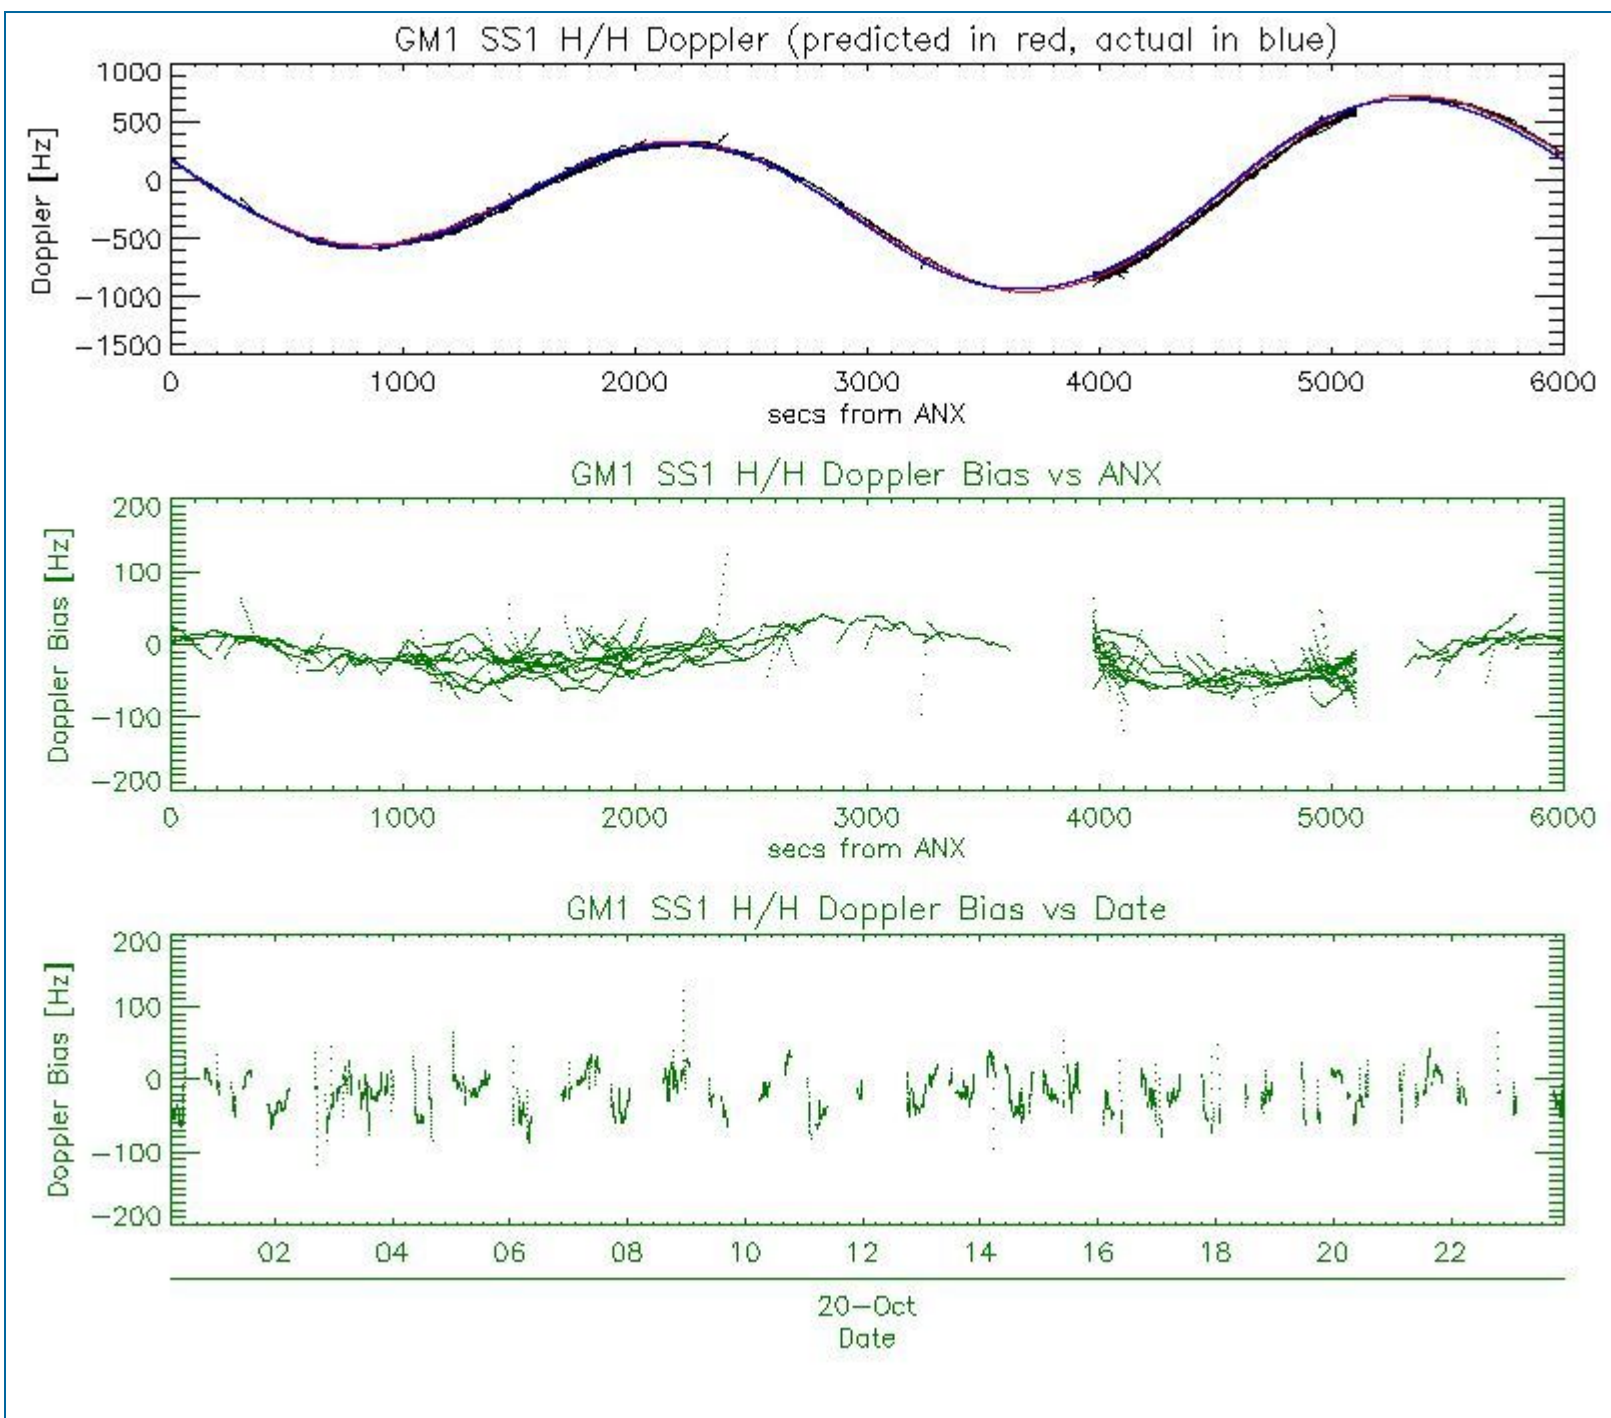 GM1 SS1 H/H Doppler (predicted in red, actual in blue)
Doppler [Hz]
1000
500
0
-500
-1000
-1500
0 1000 2000 3000 4000 5000 6000
secs from ANX
GM1 SS1 H/H Doppler Bias vs ANX
Doppler Bias [Hz]
200
100
0
-100
-200
0 1000 2000 3000 4000 5000 6000
secs from ANX
GM1 SS1 H/H Doppler Bias vs Date
Doppler Bias [Hz]
200
100
0
-100
-200
02 04 06 08 10 12 14 16 18 20 22
20-Oct
Date